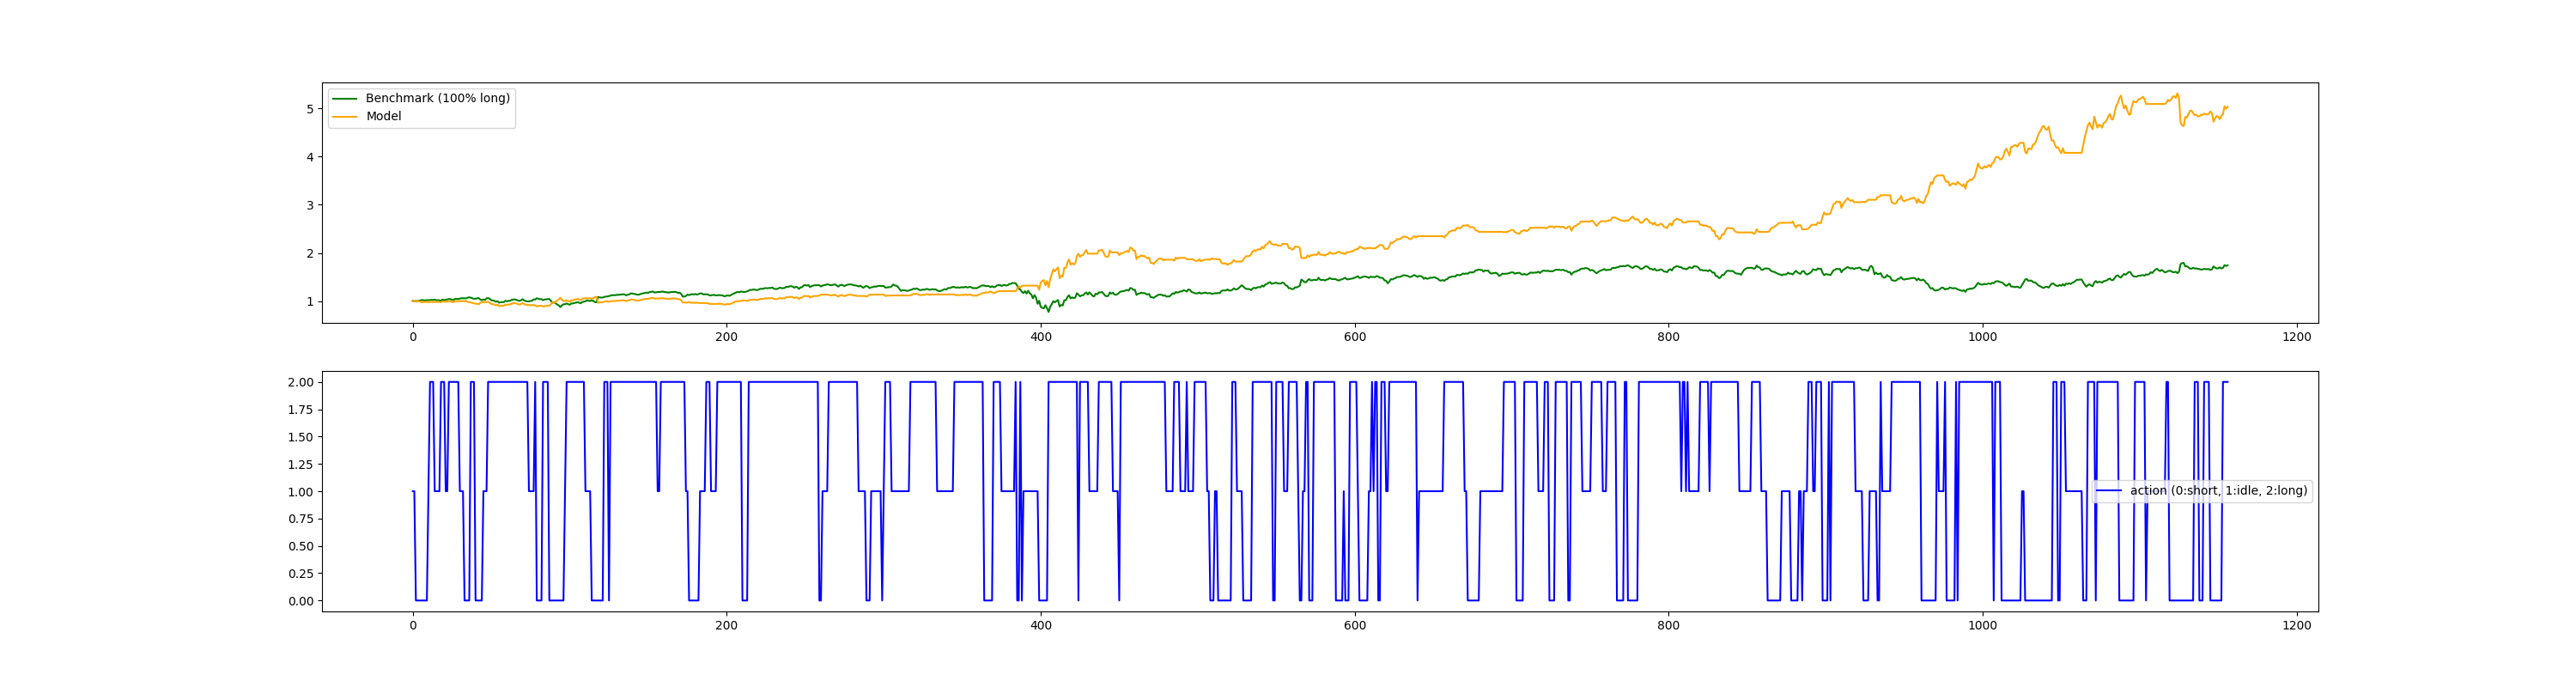 Benchmark (100% long)
Model
5
4
3
2
1
0 200 400 600 800 1000 1200
2.00
1.75
1.50
1.25
1.00
0.75
0.50
0.25
0.00
action (0:short, 1:idle, 2:long)
0 200 400 600 800 1000 1200